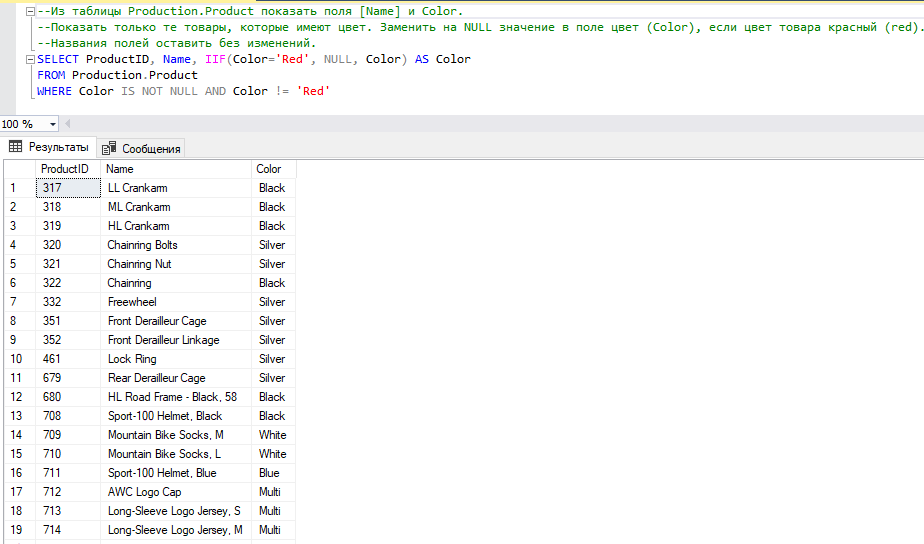 --Из таблицы Production.Product показать поля [Name] и Color.
--Показать только те товары, которые имеют цвет. Заменить на NULL значение в поле цвет (Color), если цвет товара красный (red).
--Названия полей оставить без изменений.
SELECT ProductID, Name, IIF(Color='Red', NULL, Color) AS Color
FROM Production.Product
WHERE Color IS NOT NULL AND Color != 'Red'
100 %
Результаты Сообщения
ProductID Name Color
1 317 LL Crankarm Black
2 318 ML Crankarm Black
3 319 HL Crankarm Black
4 320 Chainring Bolts Silver
5 321 Chainring Nut Silver
6 322 Chainring Black
7 332 Freewheel Silver
8 351 Front Derailleur Cage Silver
9 352 Front Derailleur Linkage Silver
10 461 Lock Ring Silver
11 679 Rear Derailleur Cage Silver
12 680 HL Road Frame - Black, 58 Black
13 708 Sport-100 Helmet, Black Black
14 709 Mountain Bike Socks, M White
15 710 Mountain Bike Socks, L White
16 711 Sport-100 Helmet, Blue Blue
17 712 AWC Logo Cap Multi
18 713 Long-Sleeve Logo Jersey, S Multi
19 714 Long-Sleeve Logo Jersey, M Multi